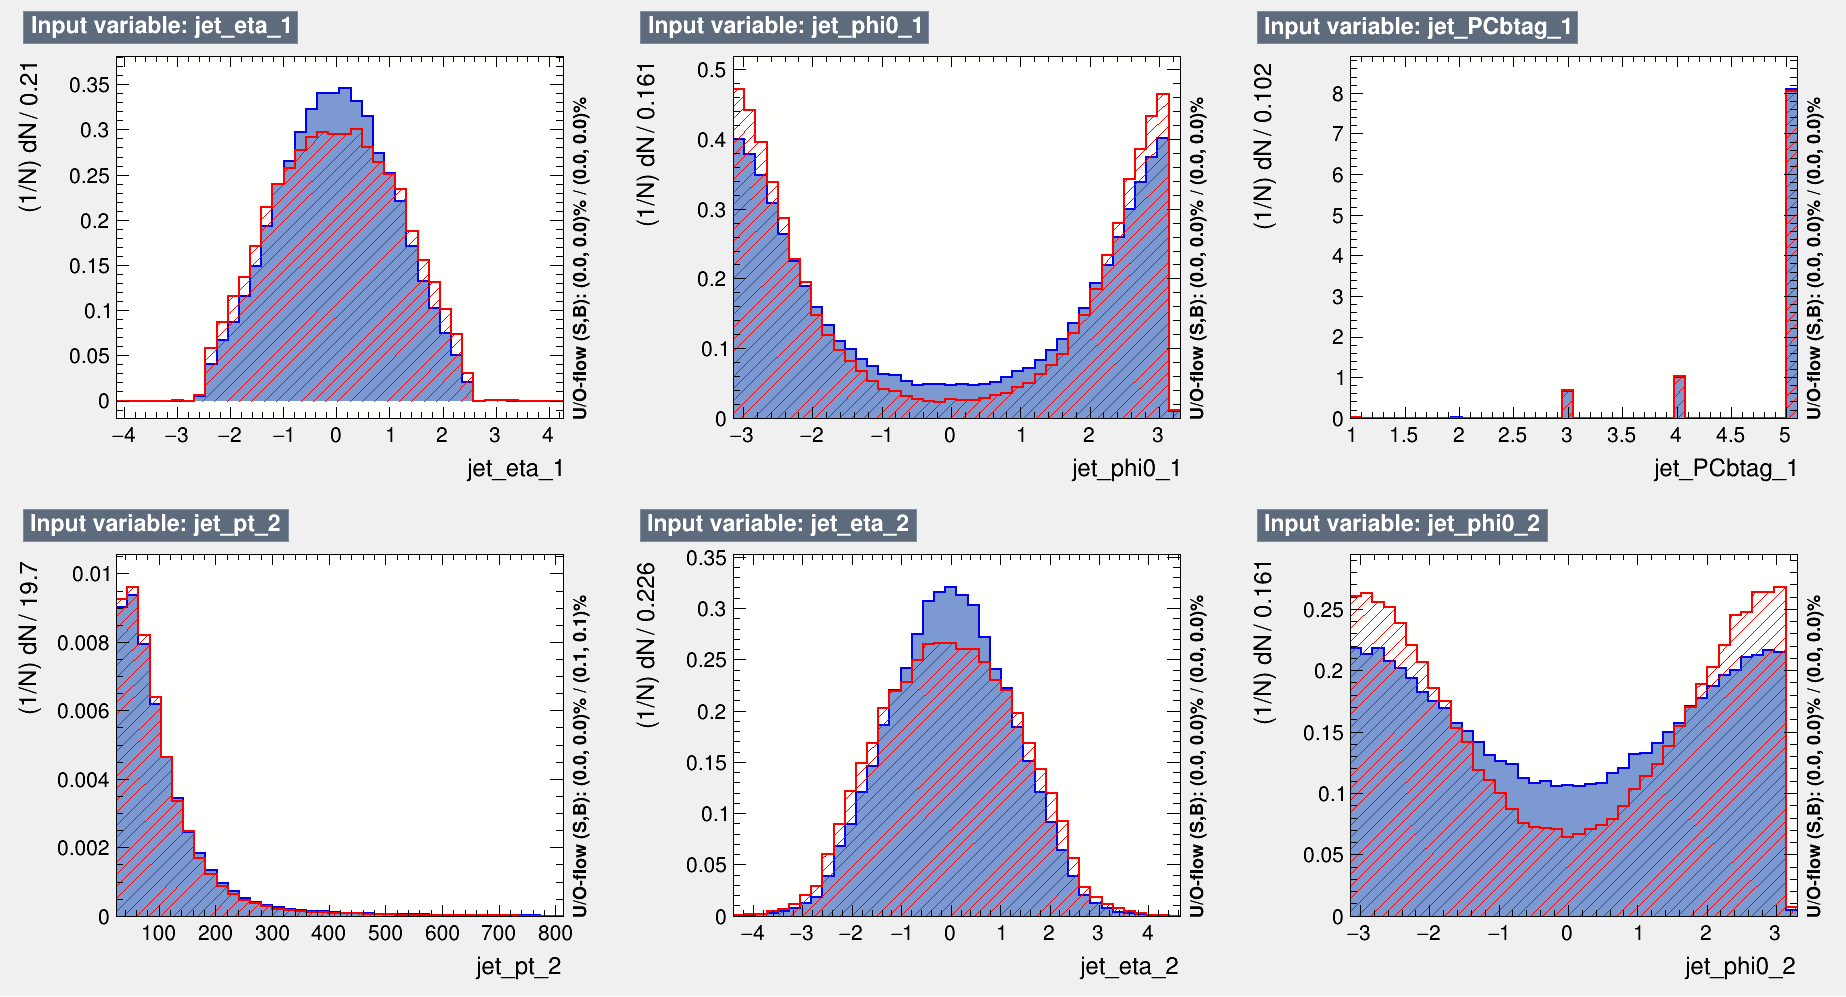 Input variable: jet_eta_1
(1/N) dN / 0.21
0.35
0.3
0.25
0.2
0.15
0.1
0.05
0
−4 −3 −2 −1 0 1 2 3 4
jet_eta_1
U/O-flow (S,B): (0.0, 0.0)% / (0.0, 0.0)%
Input variable: jet_phi0_1
(1/N) dN / 0.161
0.5
0.4
0.3
0.2
0.1
0
−3 −2 −1 0 1 2 3
jet_phi0_1
U/O-flow (S,B): (0.0, 0.0)% / (0.0, 0.0)%
Input variable: jet_PCbtag_1
(1/N) dN / 0.102
8
7
6
5
4
3
2
1
0
1 1.5 2 2.5 3 3.5 4 4.5 5
jet_PCbtag_1
U/O-flow (S,B): (0.0, 0.0)% / (0.0, 0.0)%
Input variable: jet_pt_2
(1/N) dN / 19.7
0.01
0.008
0.006
0.004
0.002
0
100 200 300 400 500 600 700 800
jet_pt_2
U/O-flow (S,B): (0.0, 0.0)% / (0.1, 0.1)%
Input variable: jet_eta_2
(1/N) dN / 0.226
0.35
0.3
0.25
0.2
0.15
0.1
0.05
0
−4 −3 −2 −1 0 1 2 3 4
jet_eta_2
U/O-flow (S,B): (0.0, 0.0)% / (0.0, 0.0)%
Input variable: jet_phi0_2
(1/N) dN / 0.161
0.25
0.2
0.15
0.1
0.05
0
−3 −2 −1 0 1 2 3
jet_phi0_2
U/O-flow (S,B): (0.0, 0.0)% / (0.0, 0.0)%